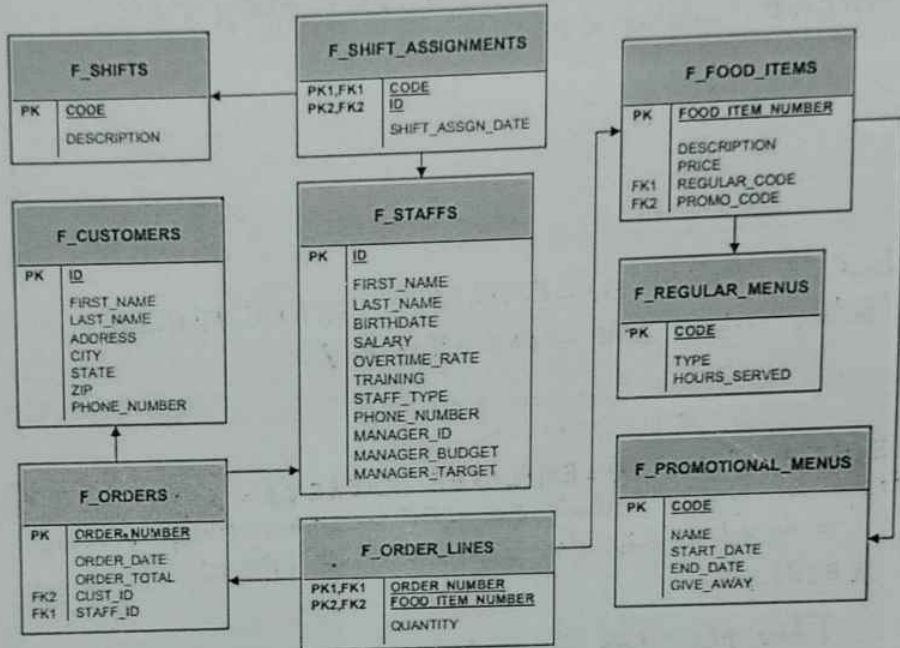 F_SHIFTS
PK CODE
DESCRIPTION
F_SHIFT_ASSIGNMENTS
PK1,FK1 CODE
PK2,FK2 ID
SHIFT_ASSGN_DATE
F_FOOD_ITEMS
PK FOOD_ITEM_NUMBER
DESCRIPTION
PRICE
FK1 REGULAR_CODE
FK2 PROMO_CODE
F_CUSTOMERS
PK ID
FIRST_NAME
LAST_NAME
ADDRESS
CITY
STATE
ZIP
PHONE_NUMBER
F_STAFFS
PK ID
FIRST_NAME
LAST_NAME
BIRTHDATE
SALARY
OVERTIME_RATE
TRAINING
STAFF_TYPE
PHONE_NUMBER
MANAGER_ID
MANAGER_BUDGET
MANAGER_TARGET
F_REGULAR_MENUS
PK CODE
TYPE
HOURS_SERVED
F_ORDERS
PK ORDER_NUMBER
ORDER_DATE
ORDER_TOTAL
FK2 CUST_ID
FK1 STAFF_ID
F_ORDER_LINES
PK1,FK1 ORDER_NUMBER
PK2,FK2 FOOD_ITEM_NUMBER
QUANTITY
F_PROMOTIONAL_MENUS
PK CODE
NAME
START_DATE
END_DATE
GIVE_AWAY